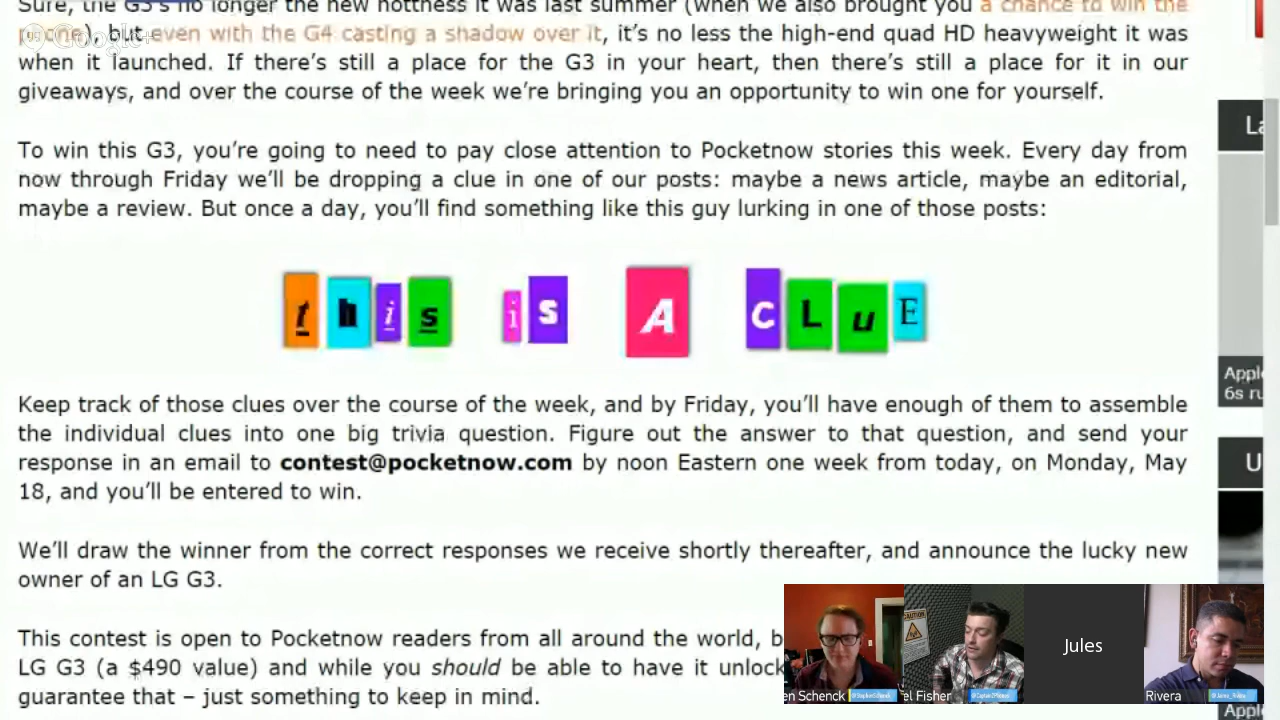 Sure, the G3's no longer the new hotness it was last summer (when we also brought you a chance to win the
phone), but even with the G4 casting a shadow over it, it's no less the high-end quad HD heavyweight it was
Google+
when it launched. If there's still a place for the G3 in your heart, then there's still a place for it in our
giveaways, and over the course of the week we're bringing you an opportunity to win one for yourself.
To win this G3, you're going to need to pay close attention to Pocketnow stories this week. Every day from
now through Friday we'll be dropping a clue in one of our posts: maybe a news article, maybe an editorial,
maybe a review. But once a day, you'll find something like this guy lurking in one of those posts:
this is A CLuE
Keep track of those clues over the course of the week, and by Friday, you'll have enough of them to assemble
the individual clues into one big trivia question. Figure out the answer to that question, and send your
response in an email to contest@pocketnow.com by noon Eastern one week from today, on Monday, May
18, and you'll be entered to win.
We'll draw the winner from the correct responses we receive shortly thereafter, and announce the lucky new
owner of an LG G3.
This contest is open to Pocketnow readers from all around the world, b
LG G3 (a $490 value) and while you should be able to have it unlock
guarantee that – just something to keep in mind.
La
Appl
6s ru
U
CAUTION
Jules
en Schenck
el Fisher
Rivera
Appl